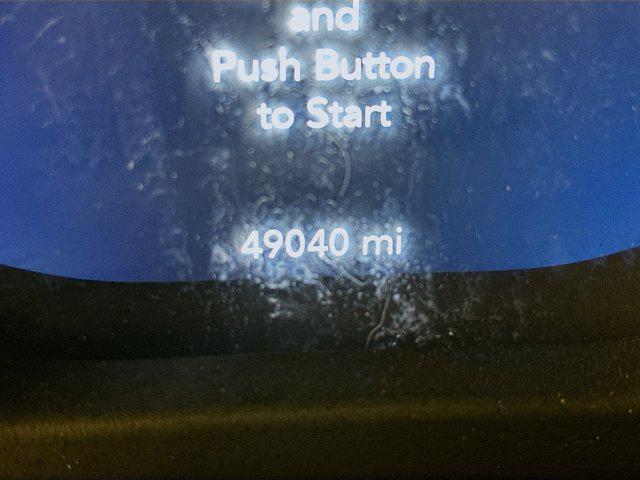 and
Push Button
to Start
49040 mi